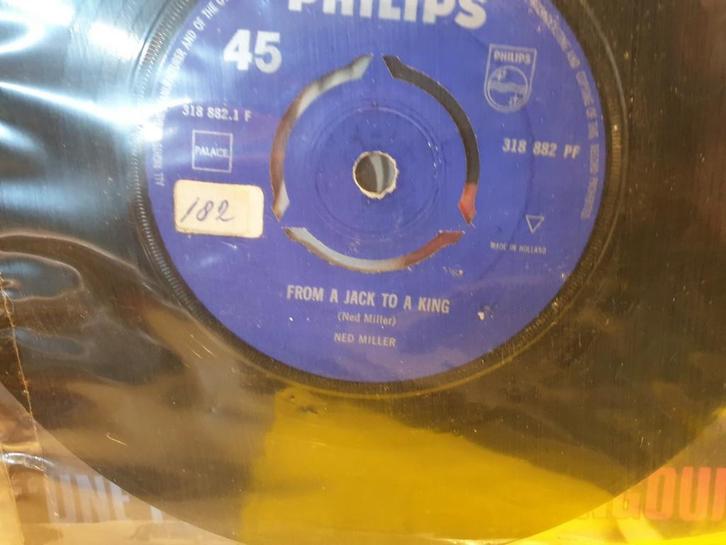 PHILIPS
45
PHILIPS
318 882.1 F
PALACE
318 882 PF
182
MADE IN HOLLAND
FROM A JACK TO A KING
(Ned Miller)
NED MILLER